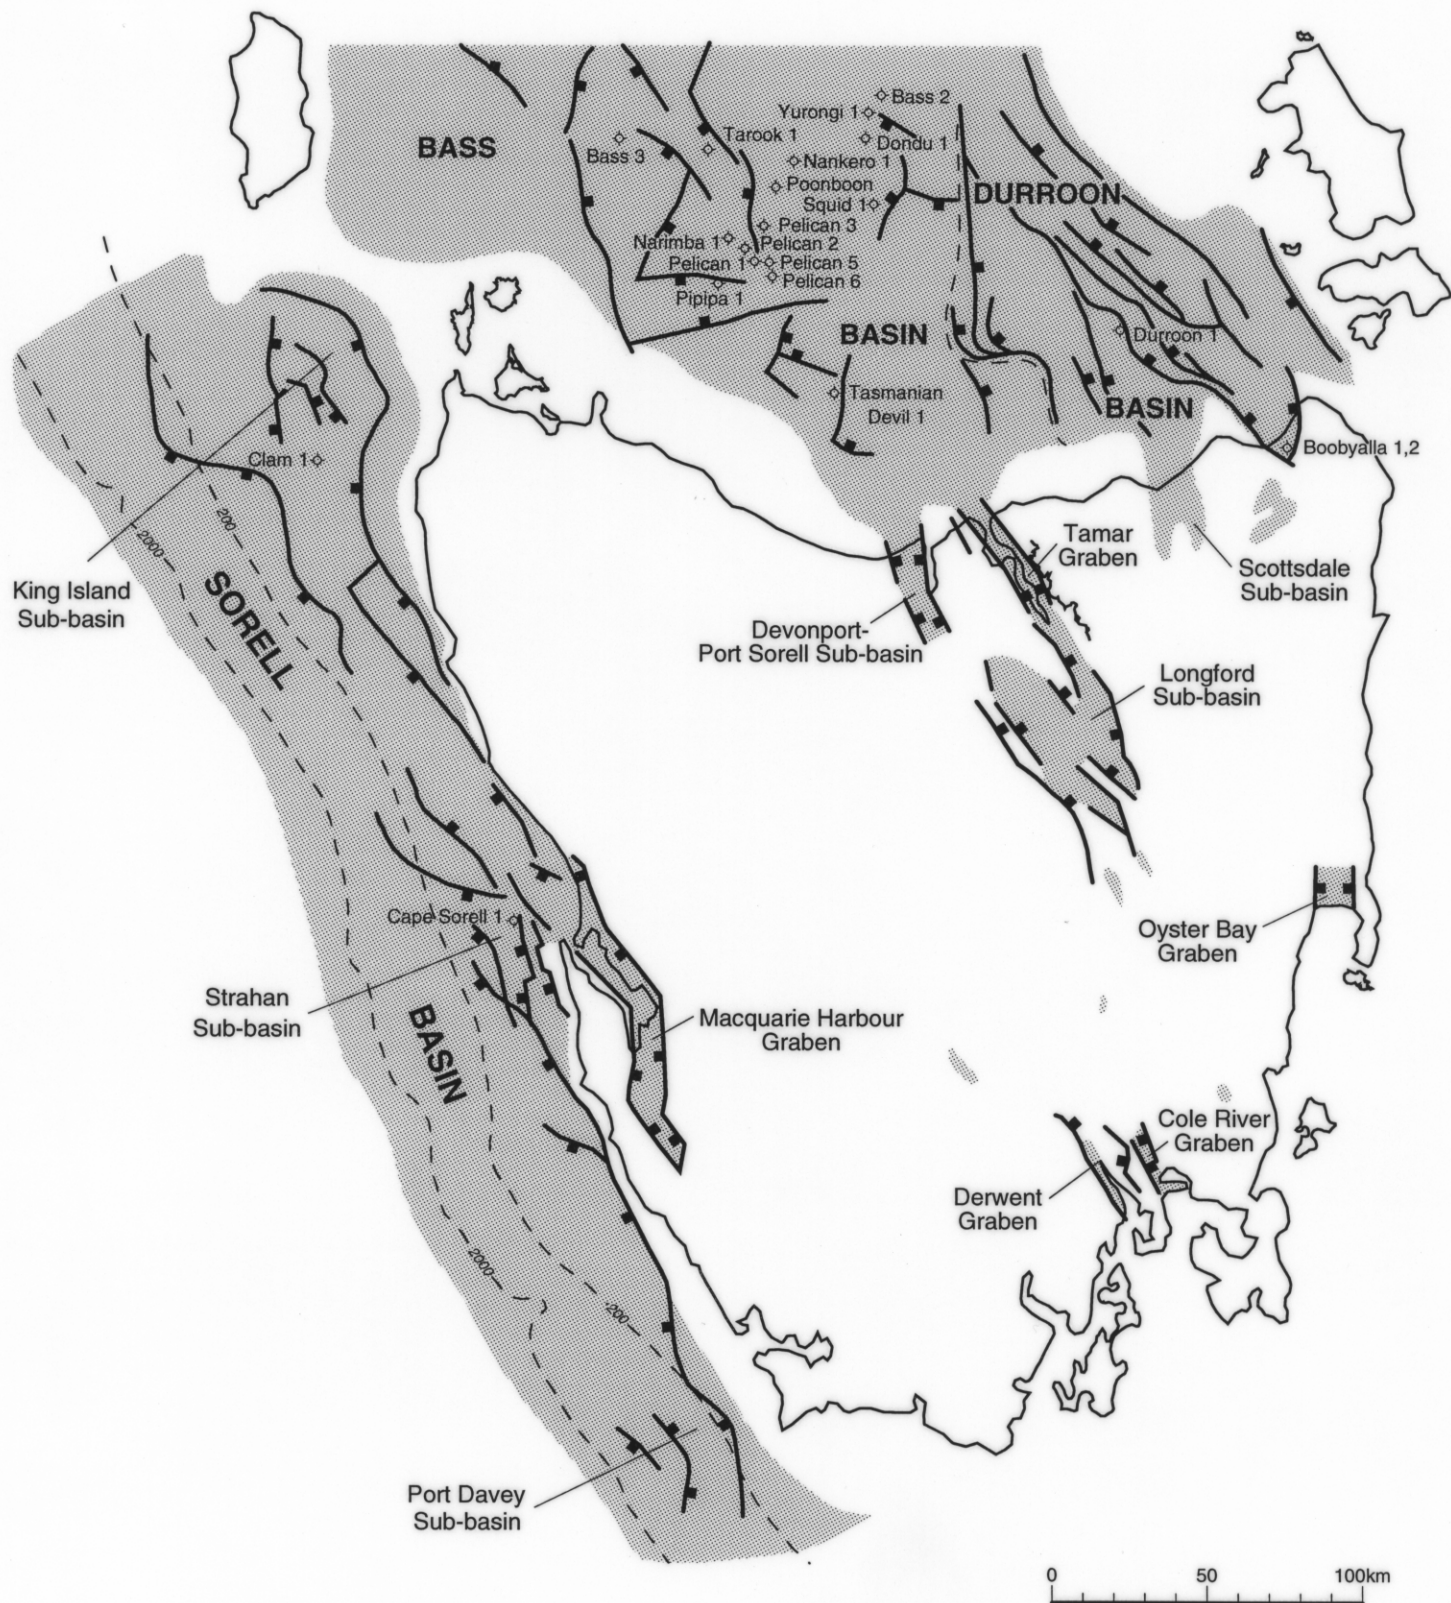 Bass 2
Yurongi 1
BASS
Tarook 1
Dondu 1
Bass 3
Nankero 1
Poonboon
DURROON
Squid 1
Pelican 3
Narimba 1
Pelican 2
Pelican 1
Pelican 5
Pelican 6
Pipipa 1
BASIN
Durroon 1
Tasmanian
Devil 1
BASIN
Boobyalla 1,2
Clam 1
200
2000
Tamar
Graben
Scottsdale
Sub-basin
King Island
Sub-basin
SORELL
Devonport-
Port Sorell Sub-basin
Longford
Sub-basin
Cape Sorell 1
Oyster Bay
Graben
Strahan
Sub-basin
Macquarie Harbour
Graben
BASIN
Cole River
Graben
Derwent
Graben
2000
200
Port Davey
Sub-basin
0 50 100km